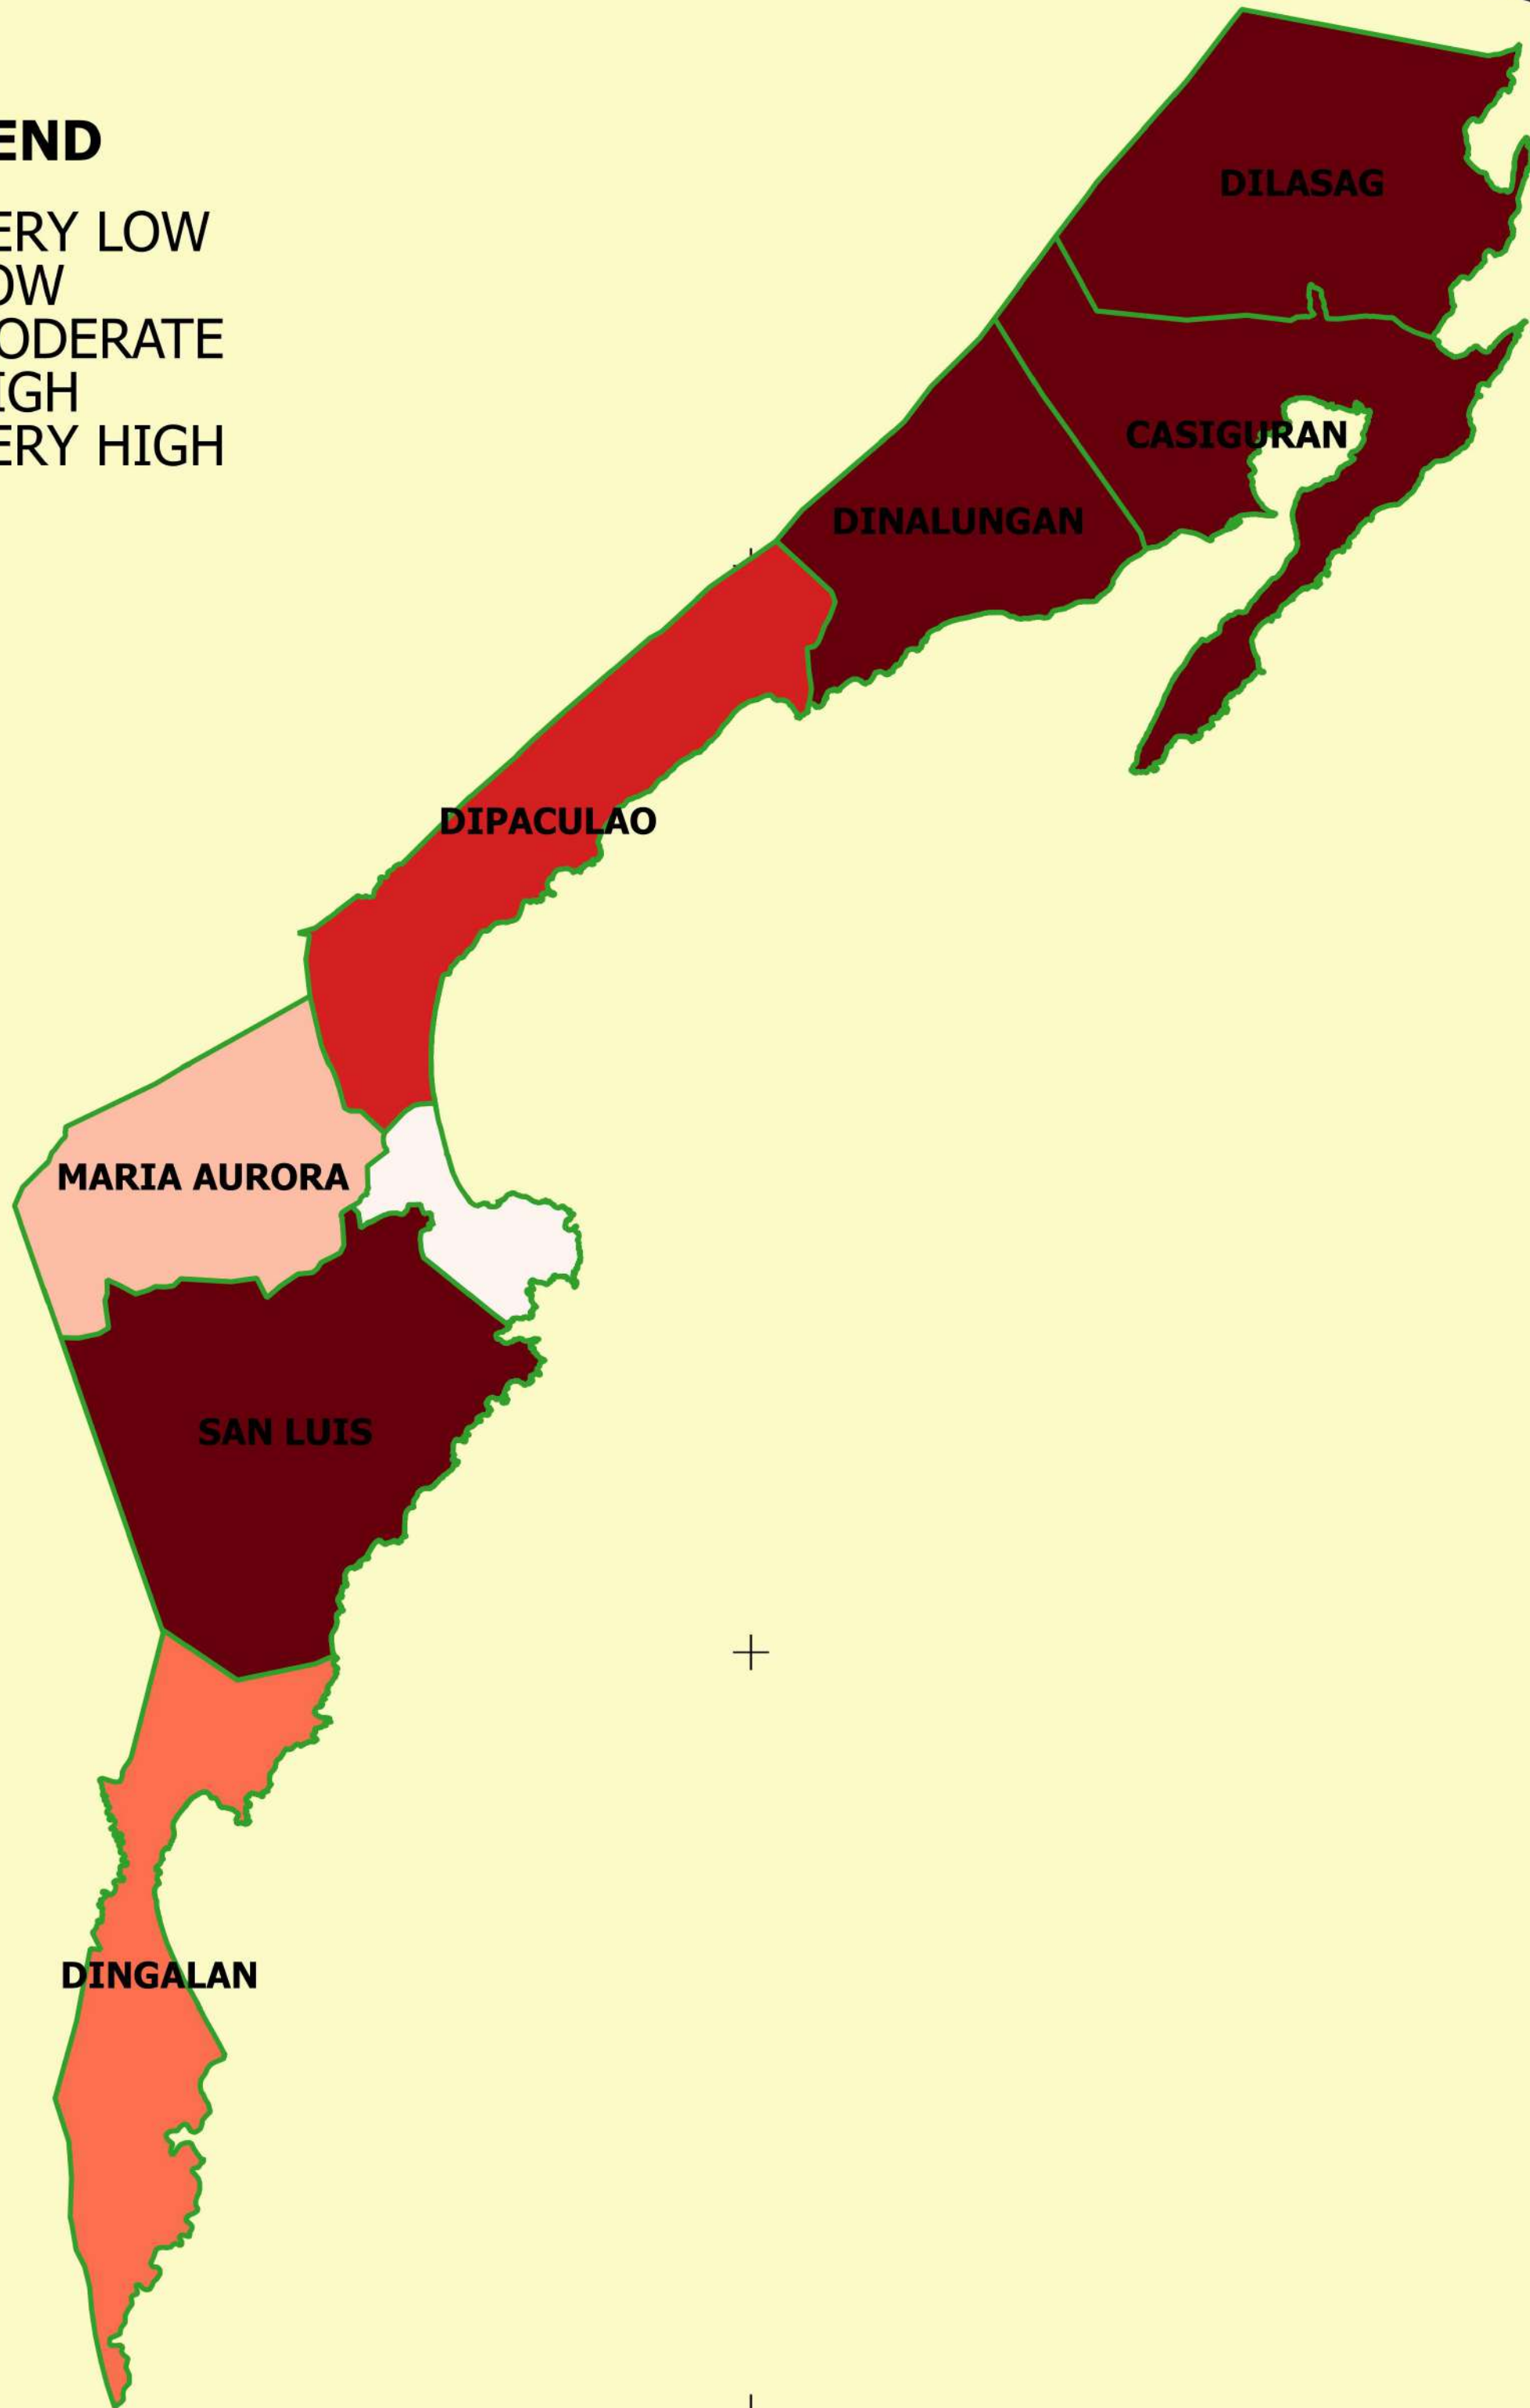 END
ERY LOW
OW
ODERATE
IGH
ERY HIGH
DILASAG
CASIGURAN
DINALUNGAN
DIPACULAO
MARIA AURORA
SAN LUIS
DINGALAN